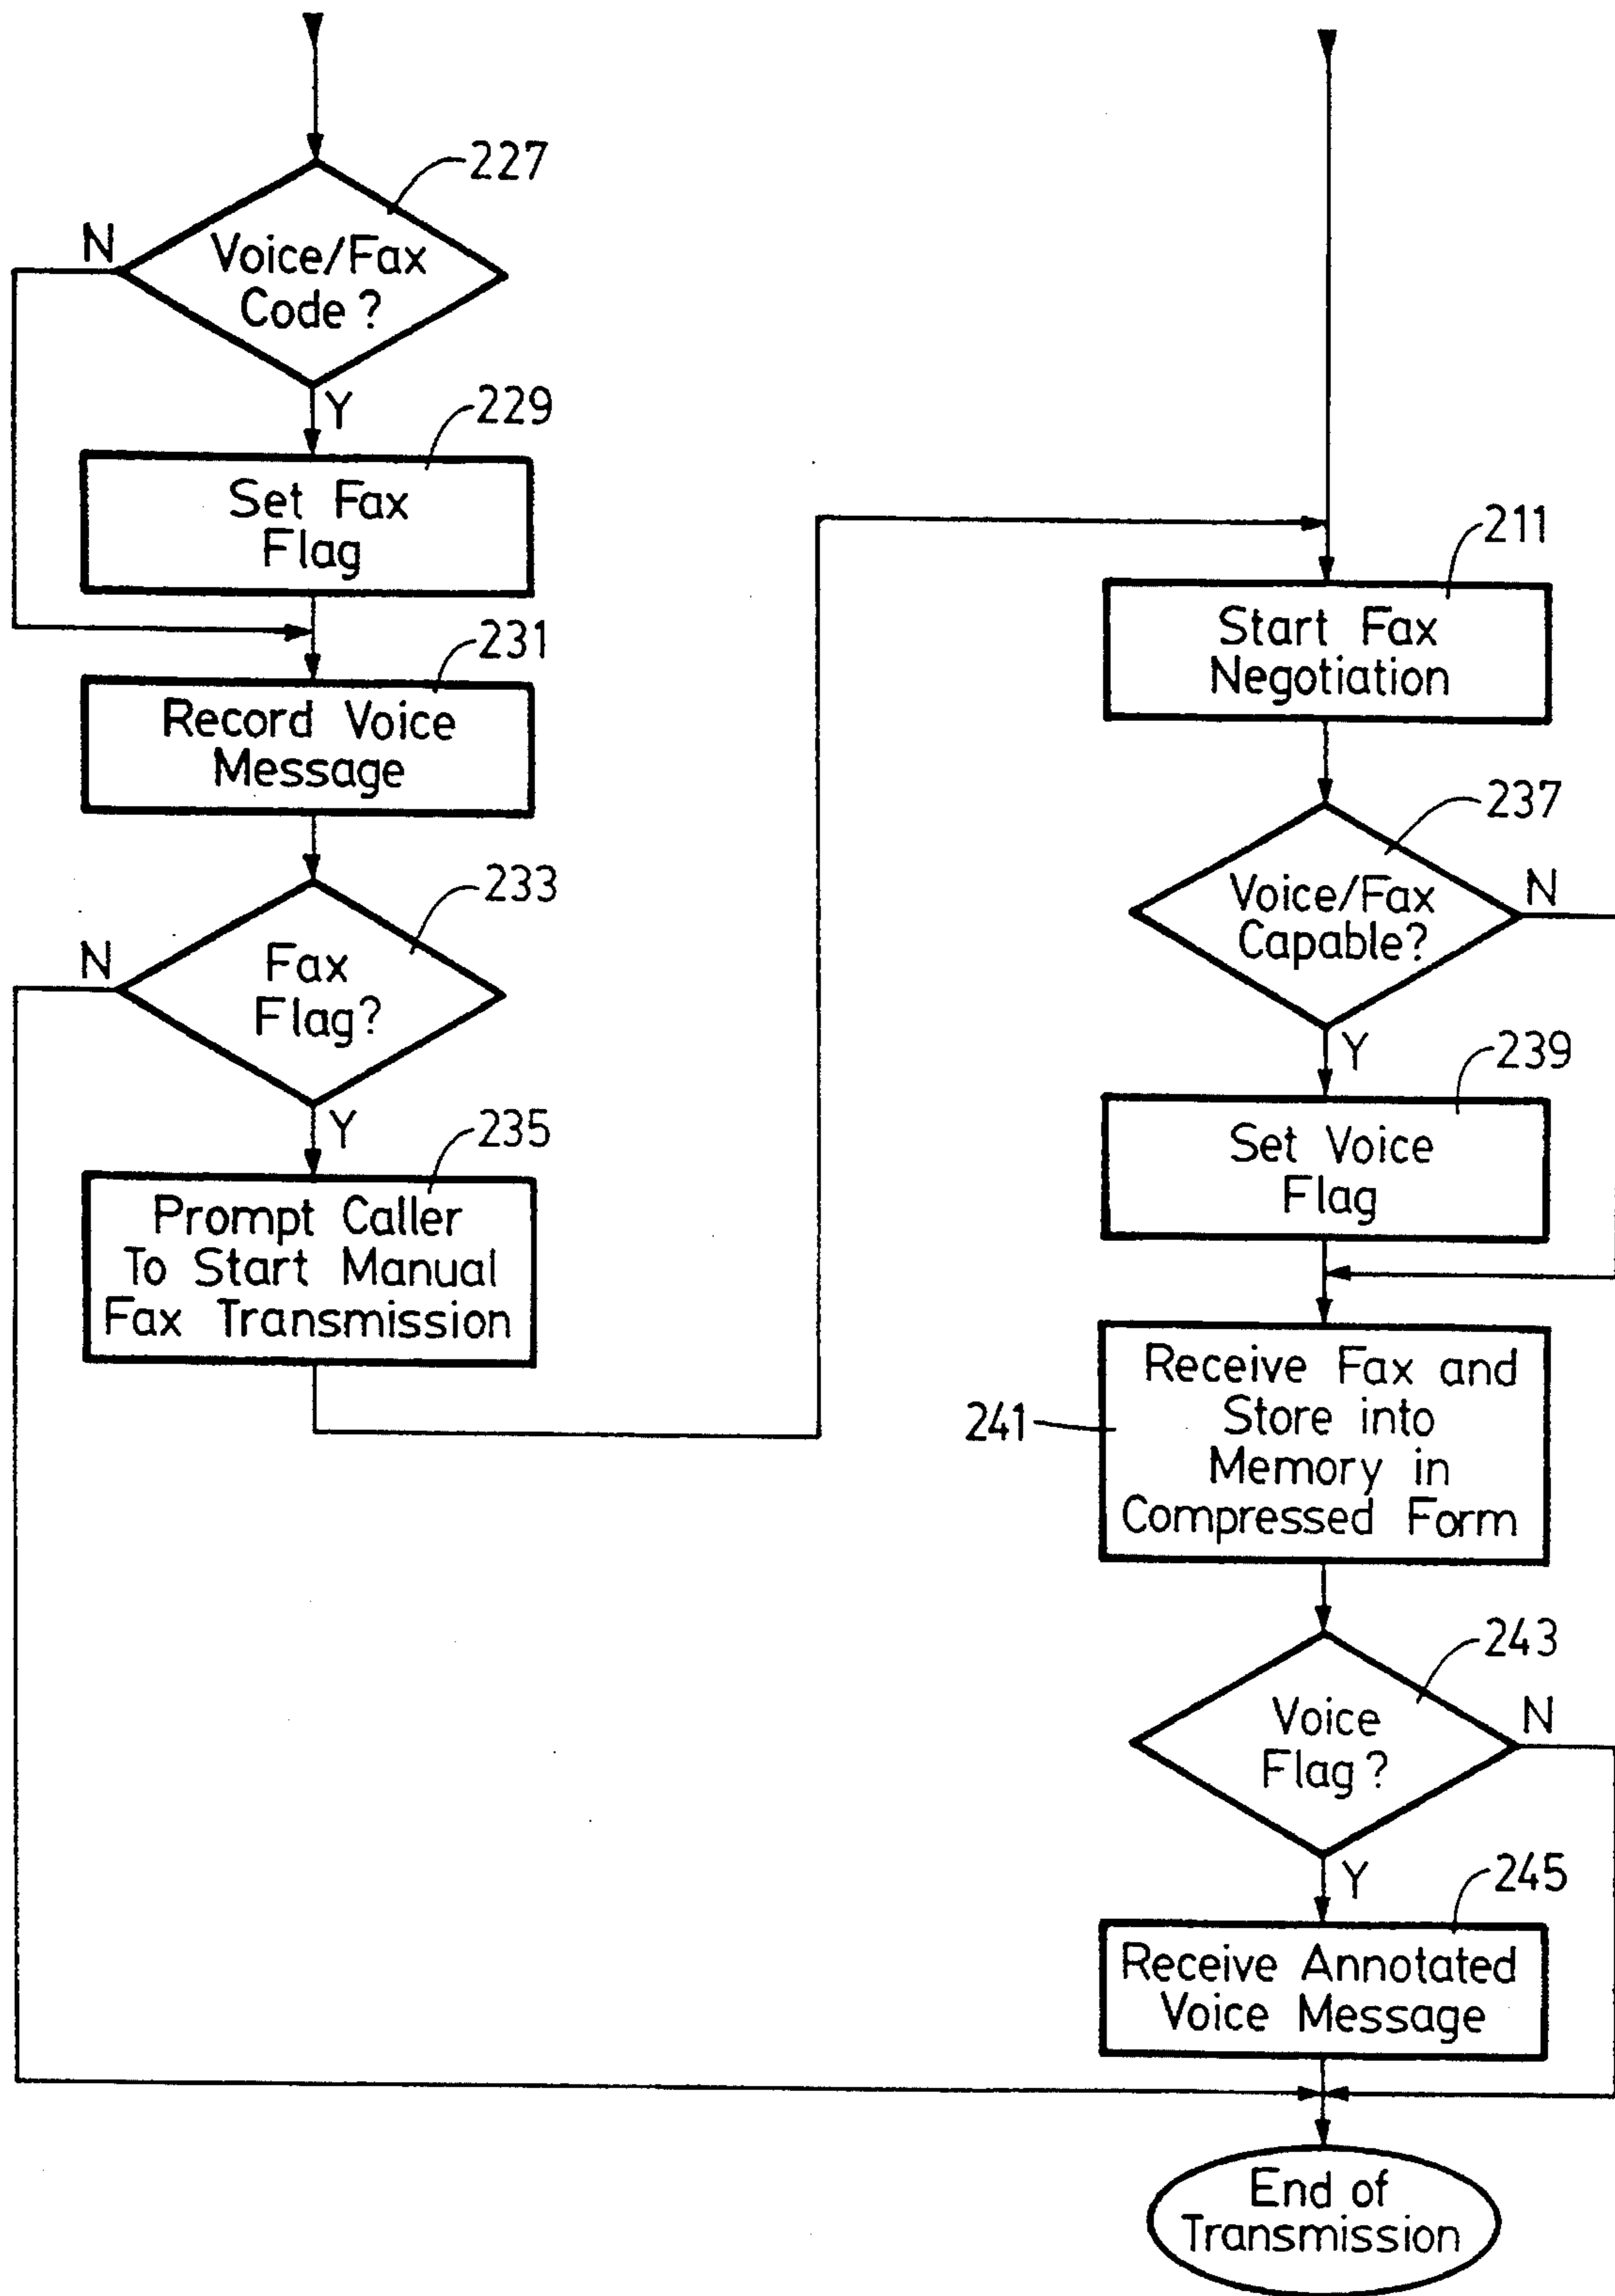 227
N
Voice/Fax
Code?
Y
229
Set Fax
Flag
231
Record Voice
Message
233
N
Fax
Flag?
Y
235
Prompt Caller
To Start Manual
Fax Transmission
211
Start Fax
Negotiation
237
Voice/Fax
Capable?
N
Y
239
Set Voice
Flag
241
Receive Fax and
Store into
Memory in
Compressed Form
243
Voice
Flag?
N
Y
245
Receive Annotated
Voice Message
End of
Transmission